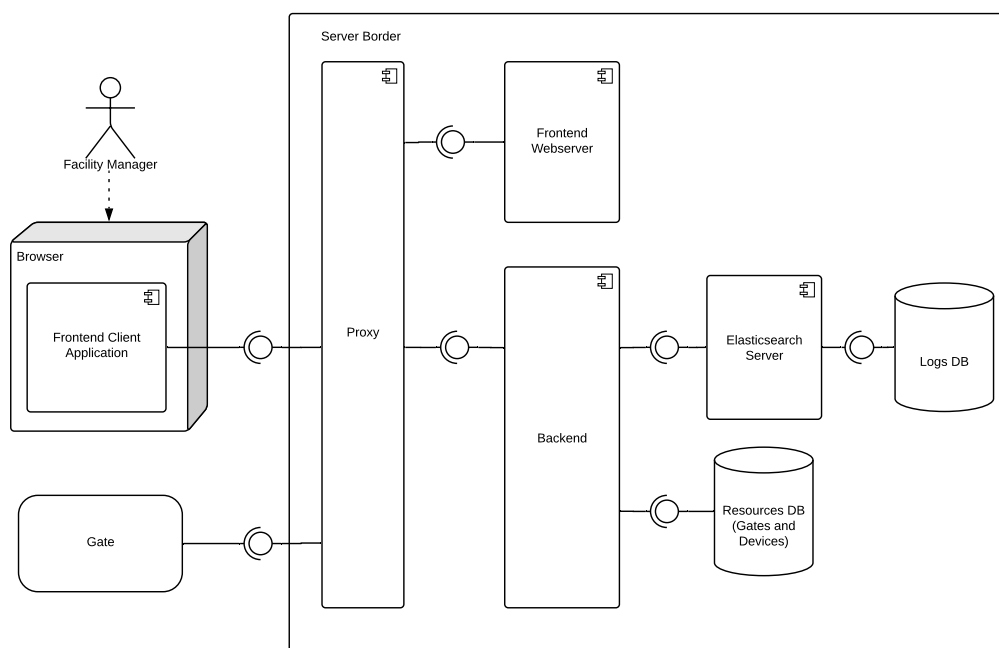 Server Border
Facility Manager
Frontend
Webserver
Browser
Frontend Client
Application
Proxy
Elasticsearch
Server
Logs DB
Backend
Gate
Resources DB
(Gates and
Devices)